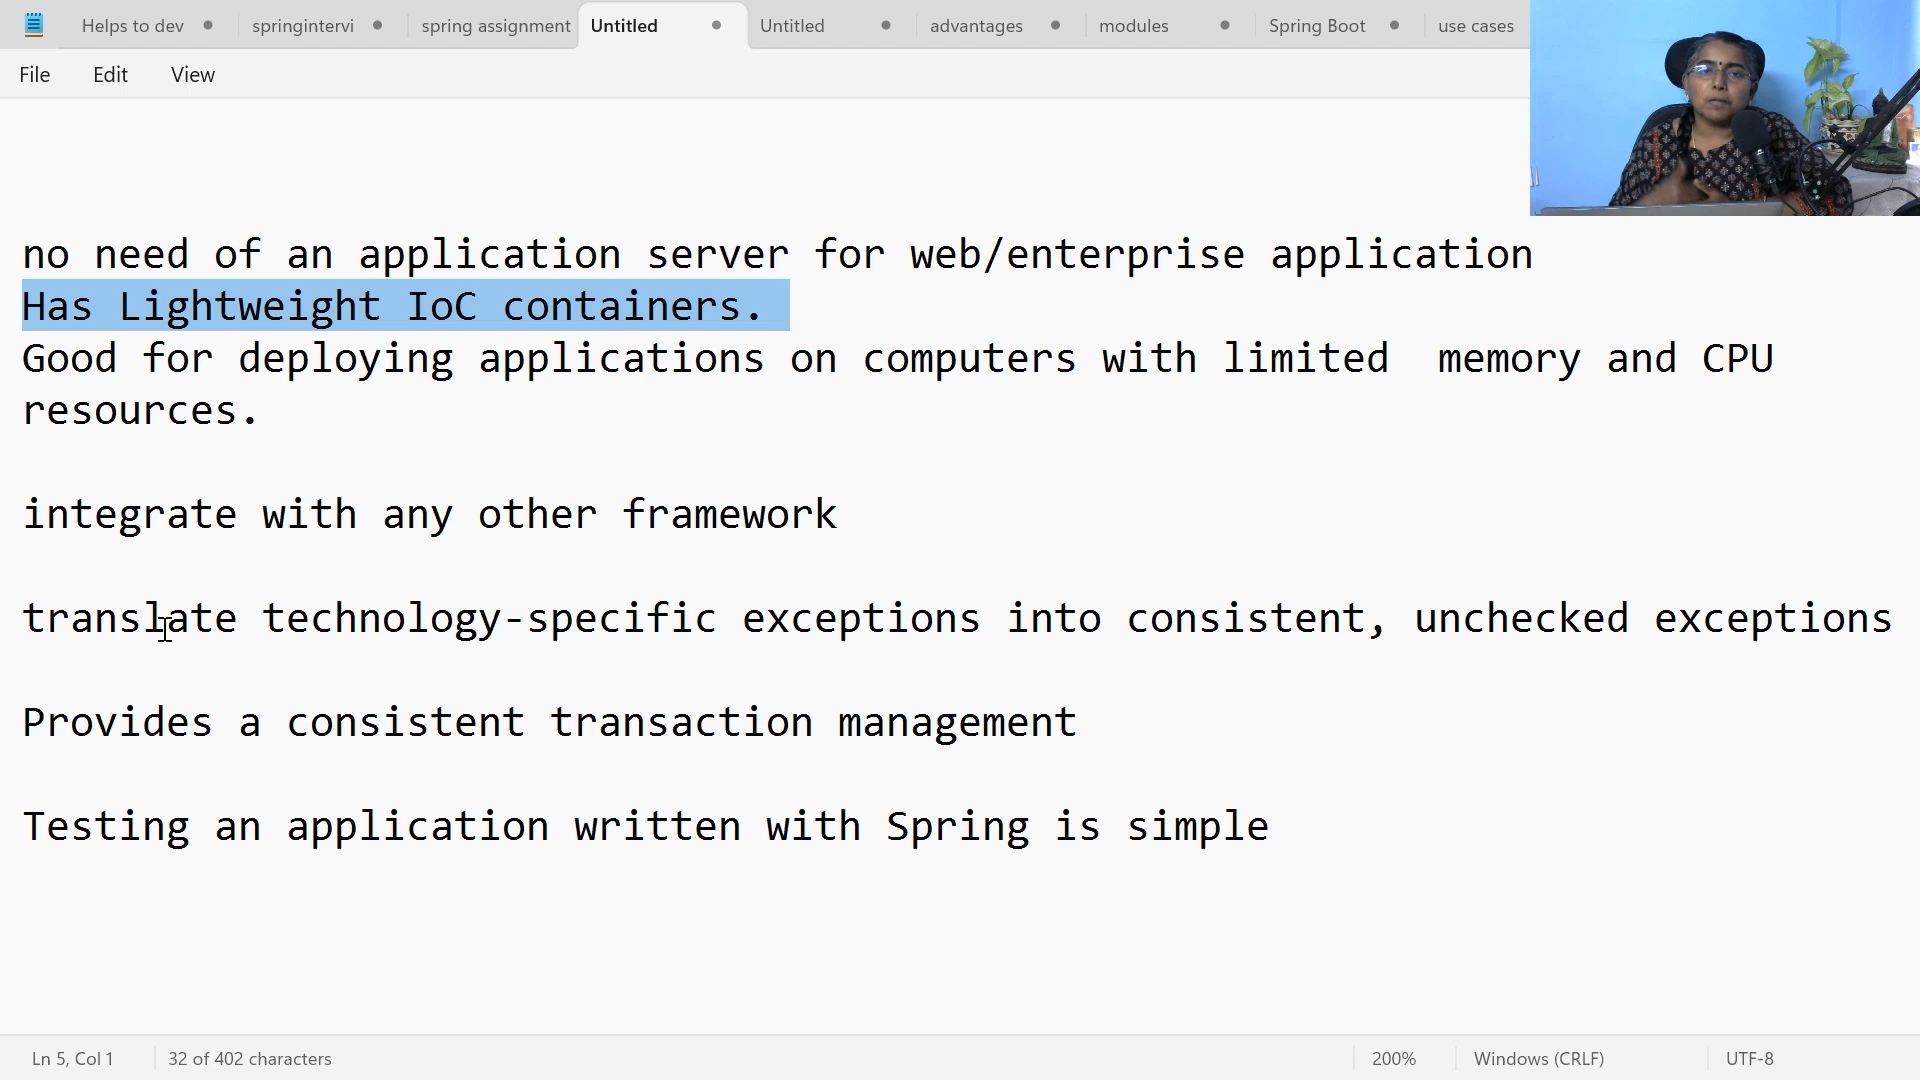 Helps to dev
springintervi
spring assignment
Untitled
Untitled
advantages
modules
Spring Boot
use cases
File
Edit
View
no need of an application server for web/enterprise application
Has Lightweight IoC containers.
Good for deploying applications on computers with limited  memory and CPU
resources.
integrate with any other framework
translate technology-specific exceptions into consistent, unchecked exceptions
Provides a consistent transaction management
Testing an application written with Spring is simple
Ln 5, Col 1
32 of 402 characters
200%
Windows (CRLF)
UTF-8